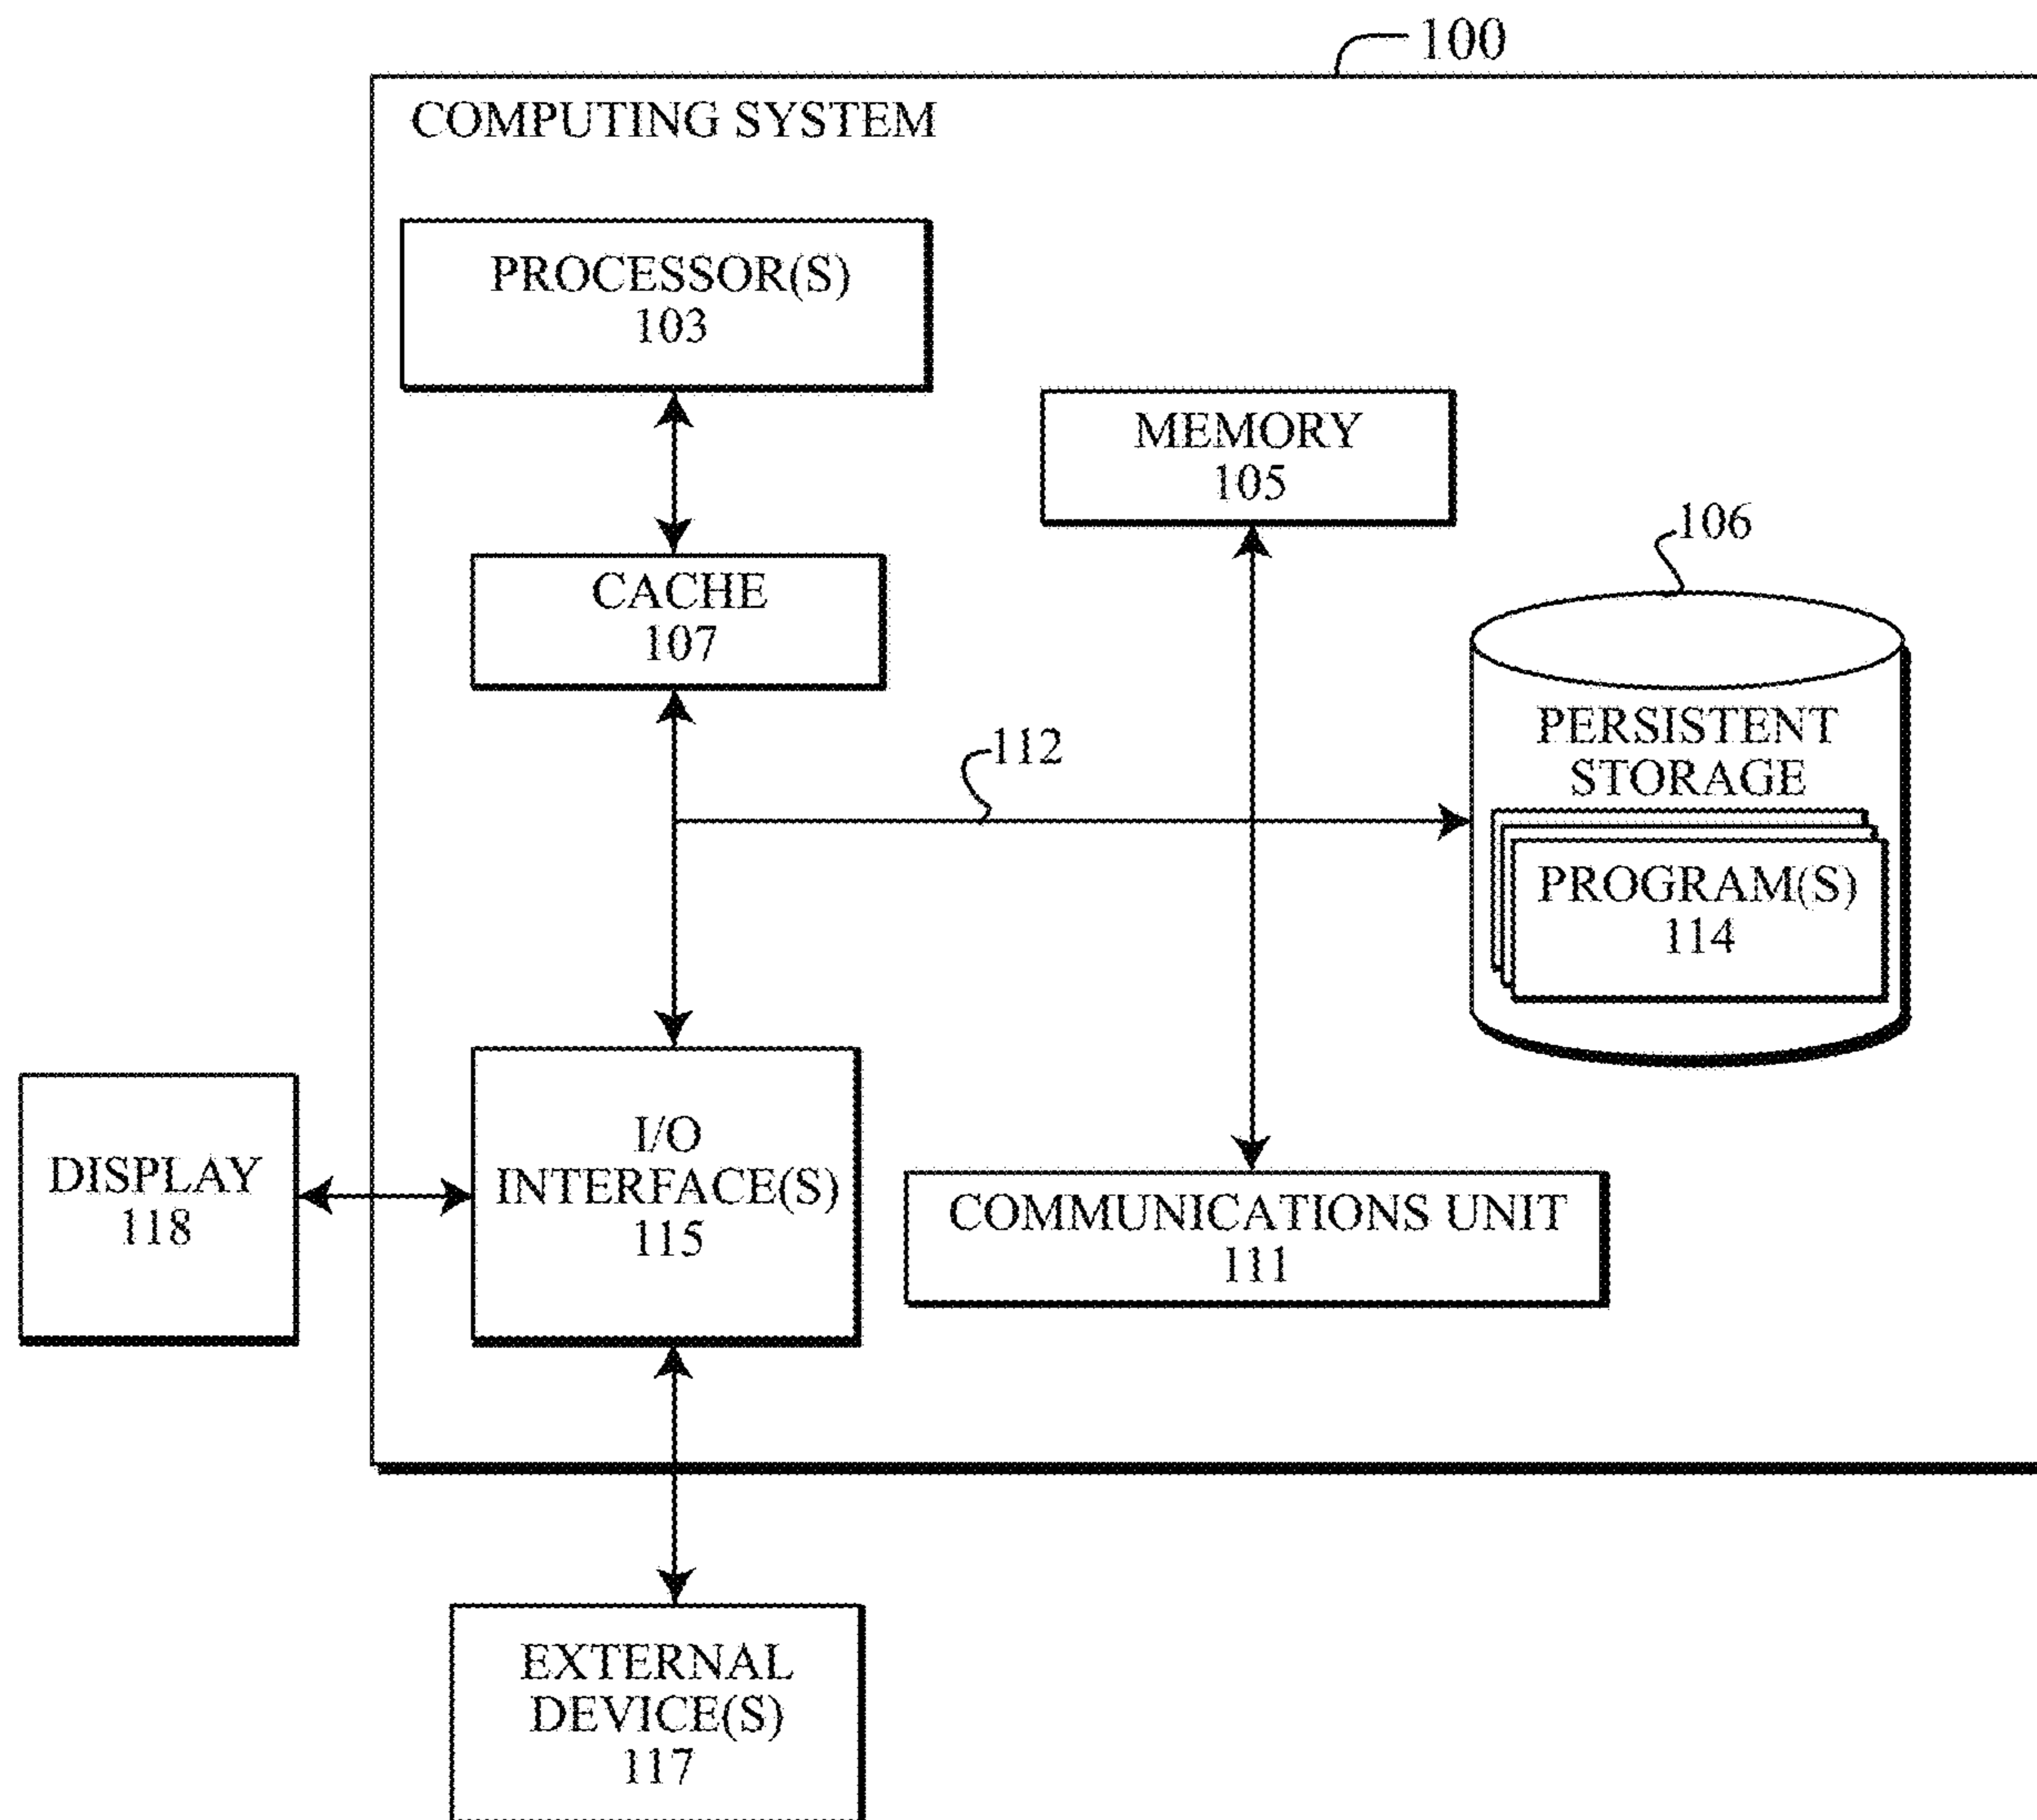 100
COMPUTING SYSTEM
PROCESSOR(S)
103
MEMORY
105
106
CACHE
107
112
PERSISTENT
STORAGE
PROGRAM(S)
114
I/O
INTERFACE(S)
115
DISPLAY
118
COMMUNICATIONS UNIT
111
EXTERNAL
DEVICE(S)
117